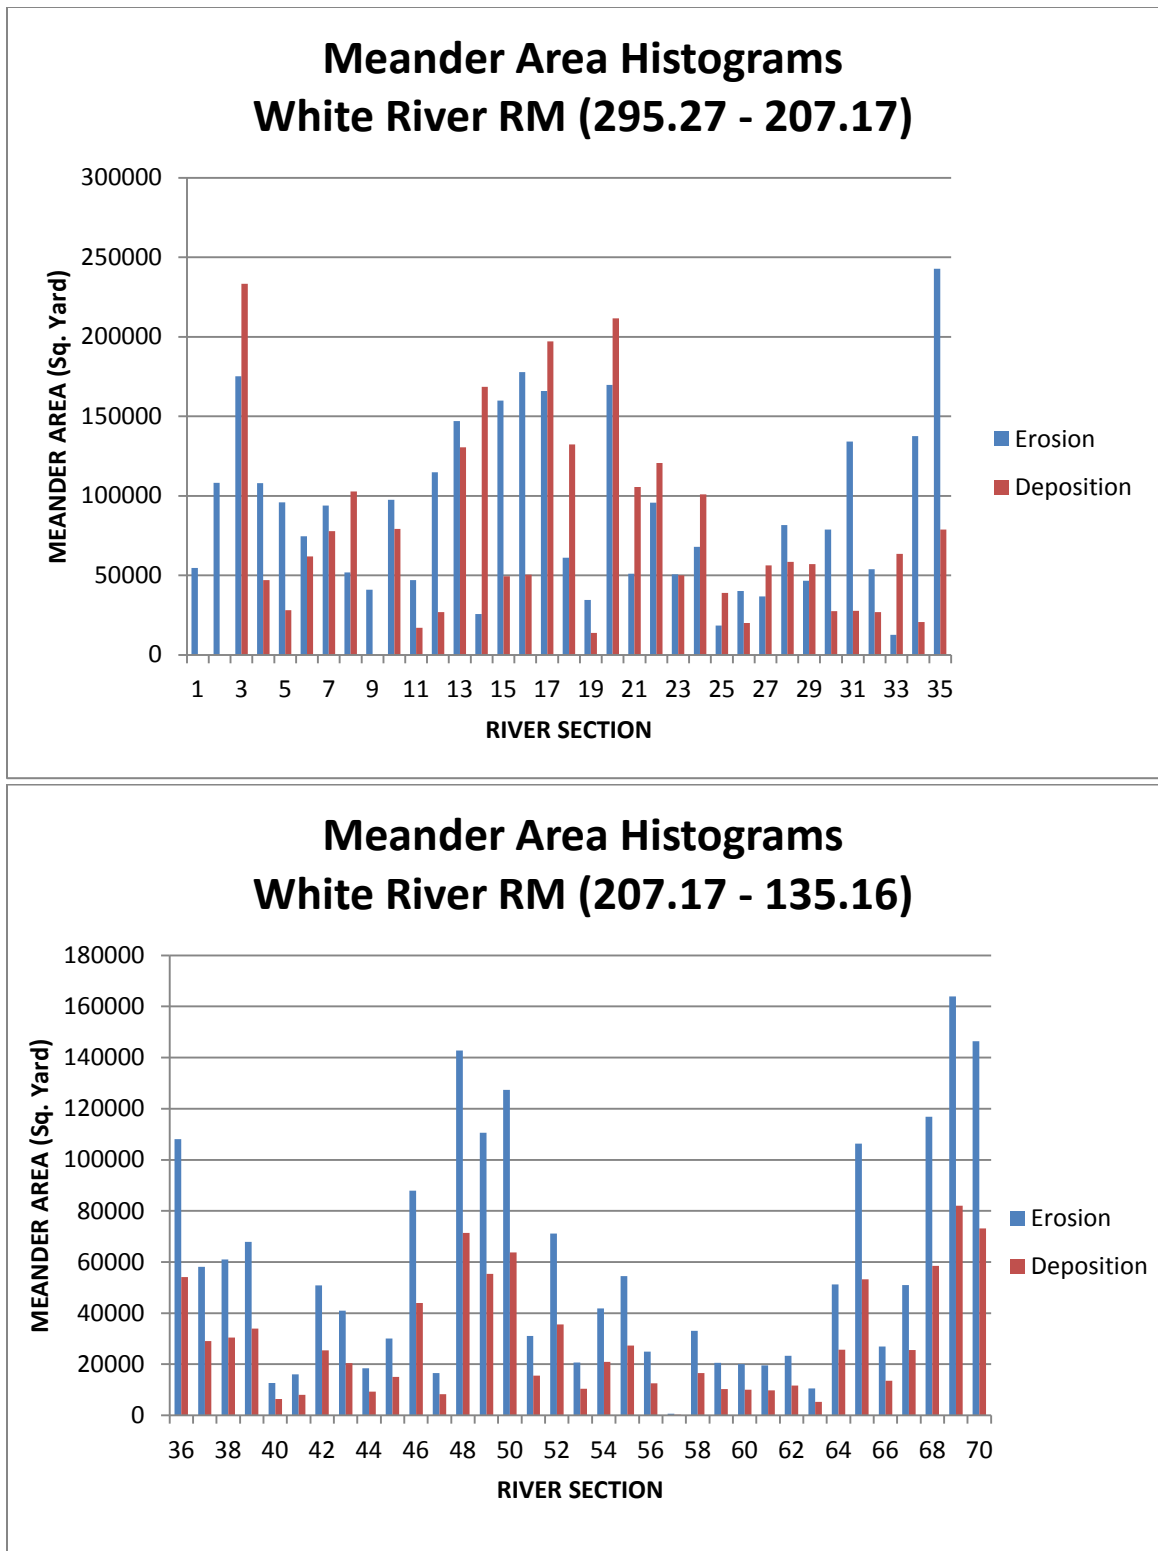 Meander Area Histograms
White River RM (295.27 - 207.17)
300000
250000
200000
150000
100000
50000
0
MEANDER AREA (Sq. Yard)
1 3 5 7 9 11 13 15 17 19 21 23 25 27 29 31 33 35
RIVER SECTION
Erosion
Deposition
Meander Area Histograms
White River RM (207.17 - 135.16)
180000
160000
140000
120000
100000
80000
60000
40000
20000
0
MEANDER AREA (Sq. Yard)
36 38 40 42 44 46 48 50 52 54 56 58 60 62 64 66 68 70
RIVER SECTION
Erosion
Deposition